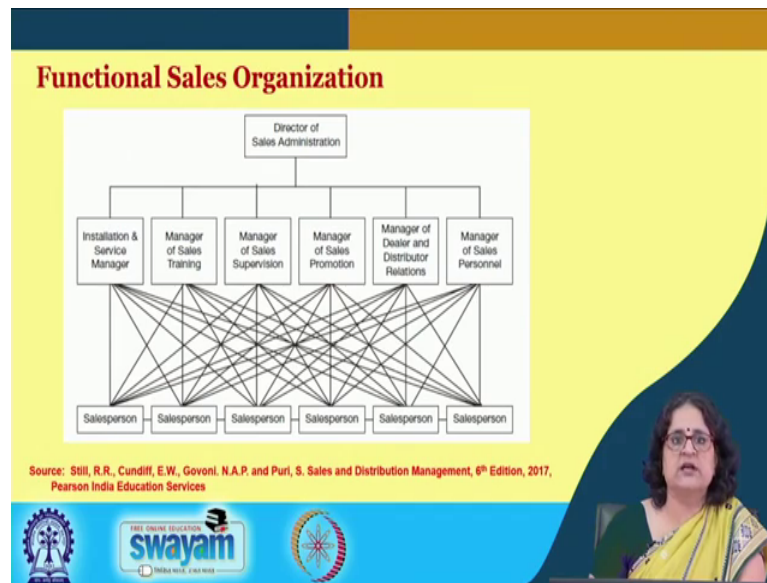 Functional Sales Organization
Director of
Sales Administration
Installation &
Service
Manager
Manager
of Sales
Training
Manager
of Sales
Supervision
Manager
of Sales
Promotion
Manager of
Dealer and
Distributor
Relations
Manager
of Sales
Personnel
Salesperson
Salesperson
Salesperson
Salesperson
Salesperson
Salesperson
Source: Still, R.R., Cundiff, E.W., Govoni. N.A.P. and Puri, S. Sales and Distribution Management, 6th Edition, 2017,
Pearson India Education Services
FREE ONLINE EDUCATION
swayam